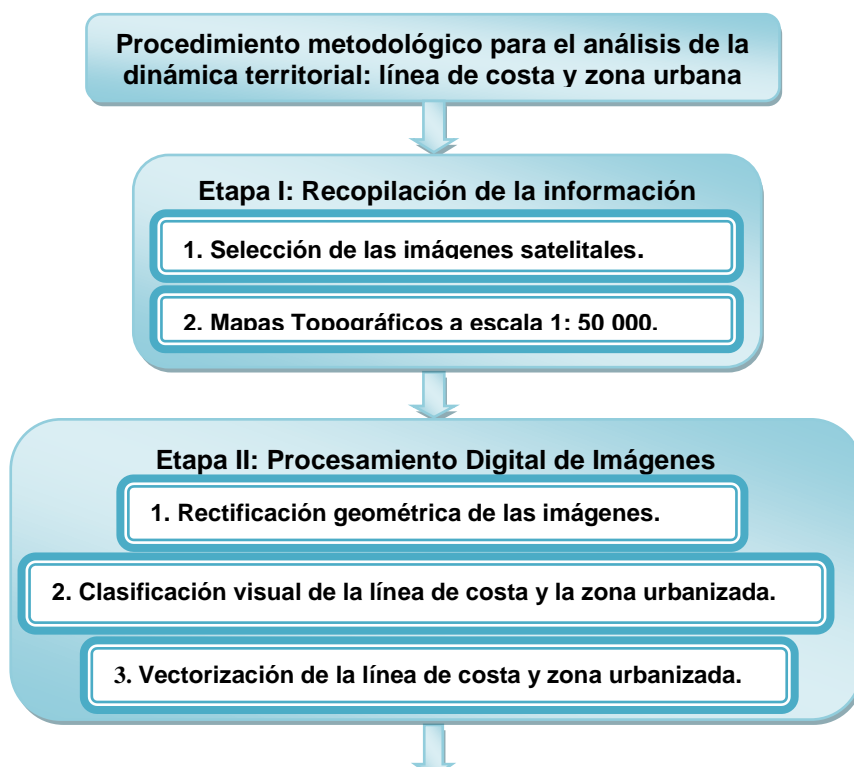 Procedimiento metodológico para el análisis de la
dinámica territorial: línea de costa y zona urbana
Etapa I: Recopilación de la información
1. Selección de las imágenes satelitales.
2. Mapas Topográficos a escala 1: 50 000.
Etapa II: Procesamiento Digital de Imágenes
1. Rectificación geométrica de las imágenes.
2. Clasificación visual de la línea de costa y la zona urbanizada.
3. Vectorización de la línea de costa y zona urbanizada.